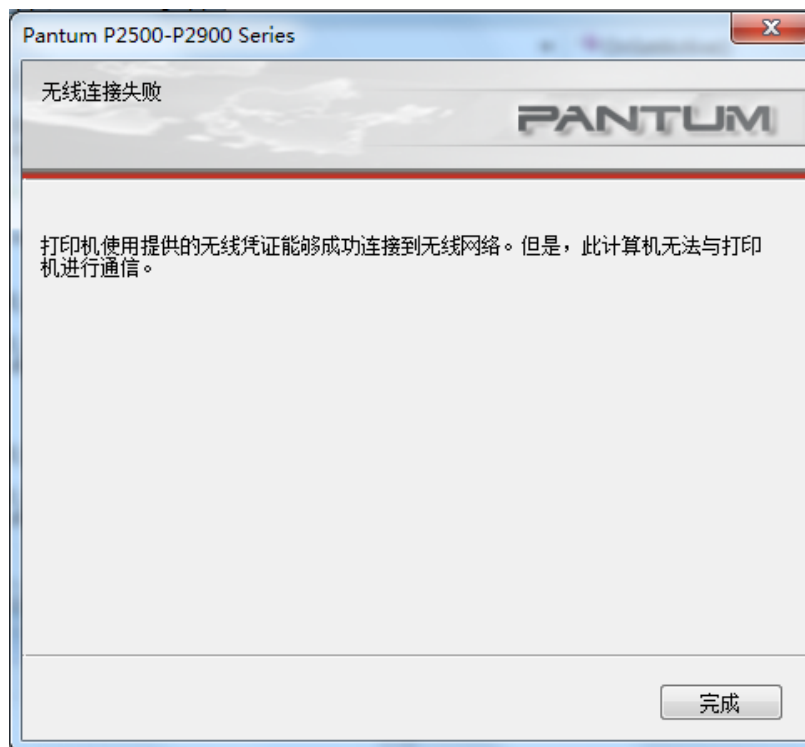 Pantum P2500-P2900 Series
无线连接失败
PANTUM
打印机使用提供的无线凭证能够成功连接到无线网络。但是，此计算机无法与打印
机进行通信。
完成